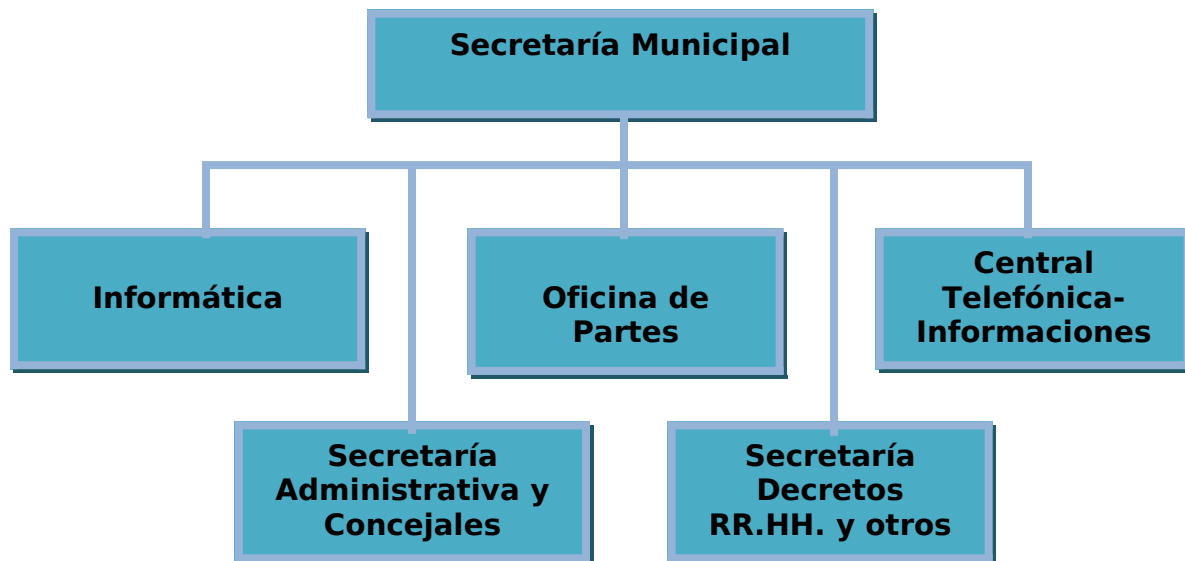 Secretaría Municipal
Informática
Oficina de
Partes
Central
Telefónica-
Informaciones
Secretaría
Administrativa y
Concejales
Secretaría
Decretos
RR.HH. y otros